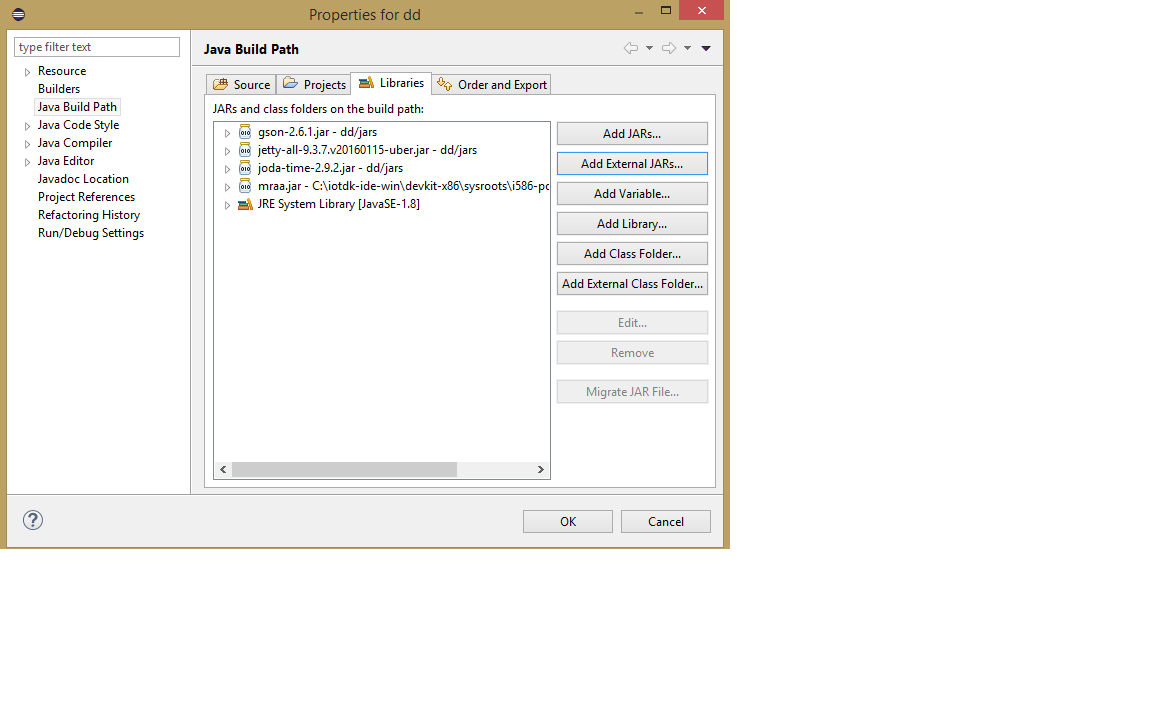 Properties for dd
type filter text
Resource
Builders
Java Build Path
Java Code Style
Java Compiler
Java Editor
Javadoc Location
Project References
Refactoring History
Run/Debug Settings
Java Build Path
Source
Projects
Libraries
Order and Export
JARs and class folders on the build path:
gson-2.6.1.jar - dd/jars
jetty-all-9.3.7.v20160115-uber.jar - dd/jars
joda-time-2.9.2.jar - dd/jars
mraa.jar - C:\iotdk-ide-win\devkit-x86\sysroots\i586-pc
JRE System Library [JavaSE-1.8]
Add JARs...
Add External JARs...
Add Variable...
Add Library...
Add Class Folder...
Add External Class Folder...
Edit...
Remove
Migrate JAR File...
OK
Cancel